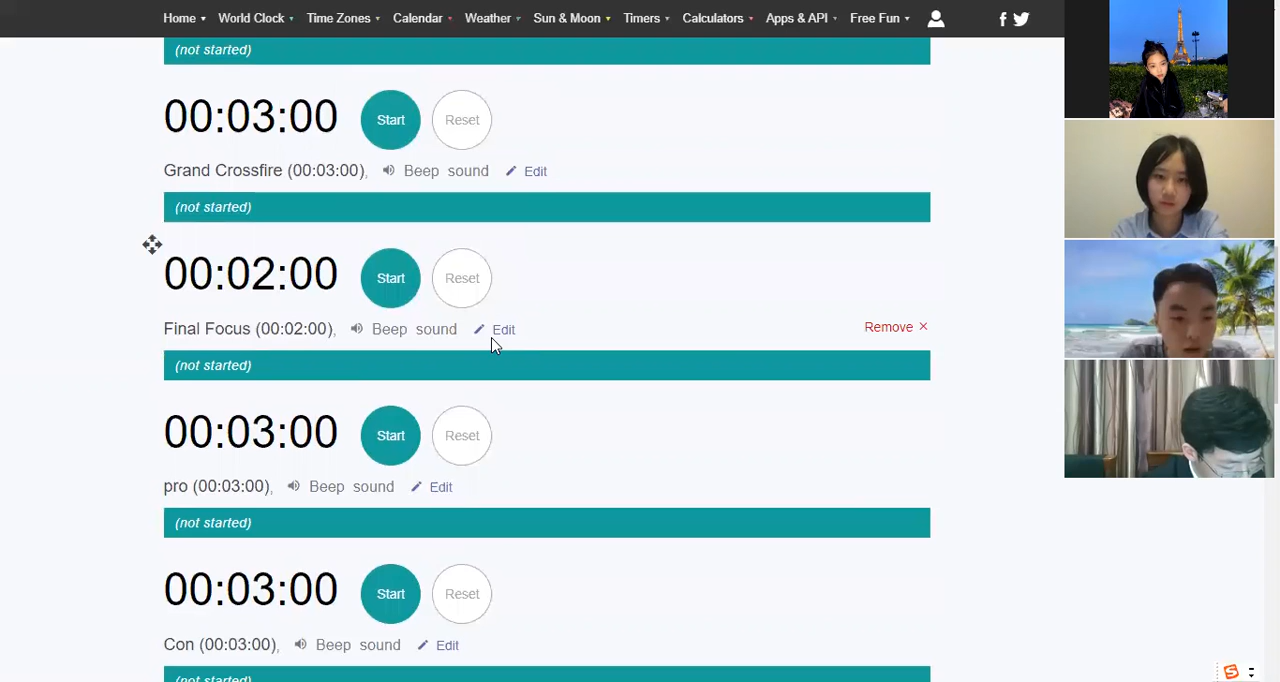 Home World Clock Time Zones Calendar Weather Sun & Moon Timers Calculators Apps & API Free Fun
(not started)
00:03:00 Start Reset
Grand Crossfire (00:03:00), Beep sound Edit
(not started)
00:02:00 Start Reset
Final Focus (00:02:00), Beep sound Edit Remove ×
(not started)
00:03:00 Start Reset
pro (00:03:00), Beep sound Edit
(not started)
00:03:00 Start Reset
Con (00:03:00), Beep sound Edit
(not started)